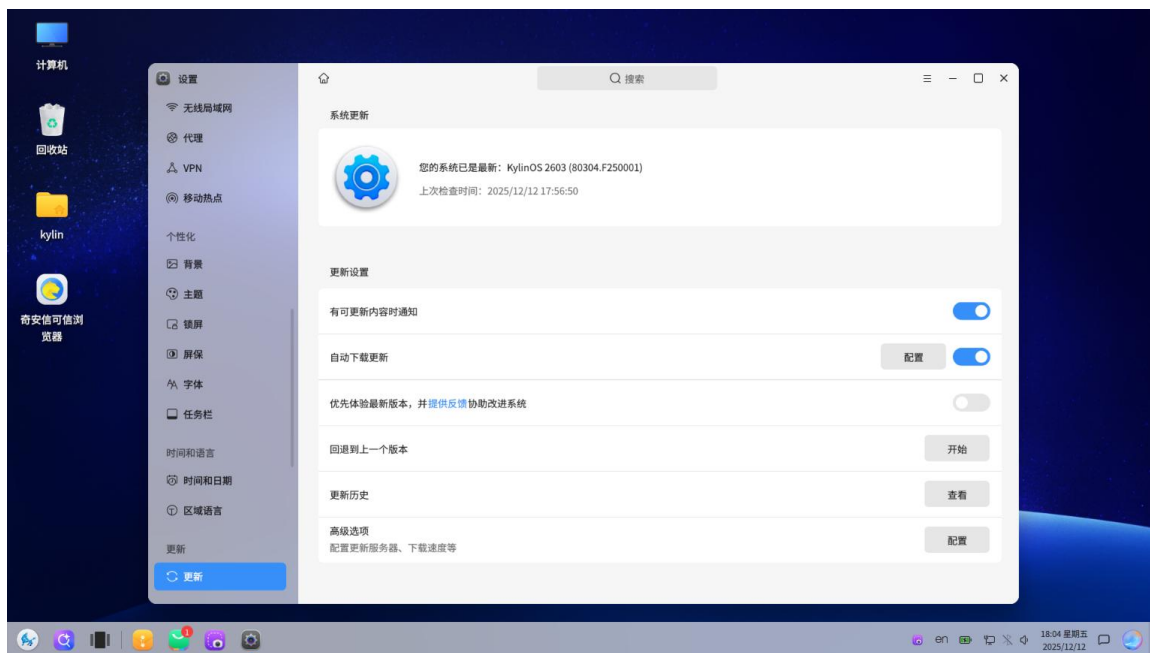 计算机
回收站
kylin
奇安信可信浏
览器
设置
搜索
无线局域网
代理
VPN
移动热点
个性化
背景
主题
锁屏
屏保
字体
任务栏
时间和语言
时间和日期
区域语言
更新
更新
系统更新
您的系统已是最新：KylinOS 2603 (80304.F250001)
上次检查时间：2025/12/12 17:56:50
更新设置
有可更新内容时通知
自动下载更新
配置
优先体验最新版本，并提供反馈协助改进系统
回退到上一个版本
开始
更新历史
查看
高级选项
配置更新服务器、下载速度等
配置
1
en
18:04 星期五
2025/12/12